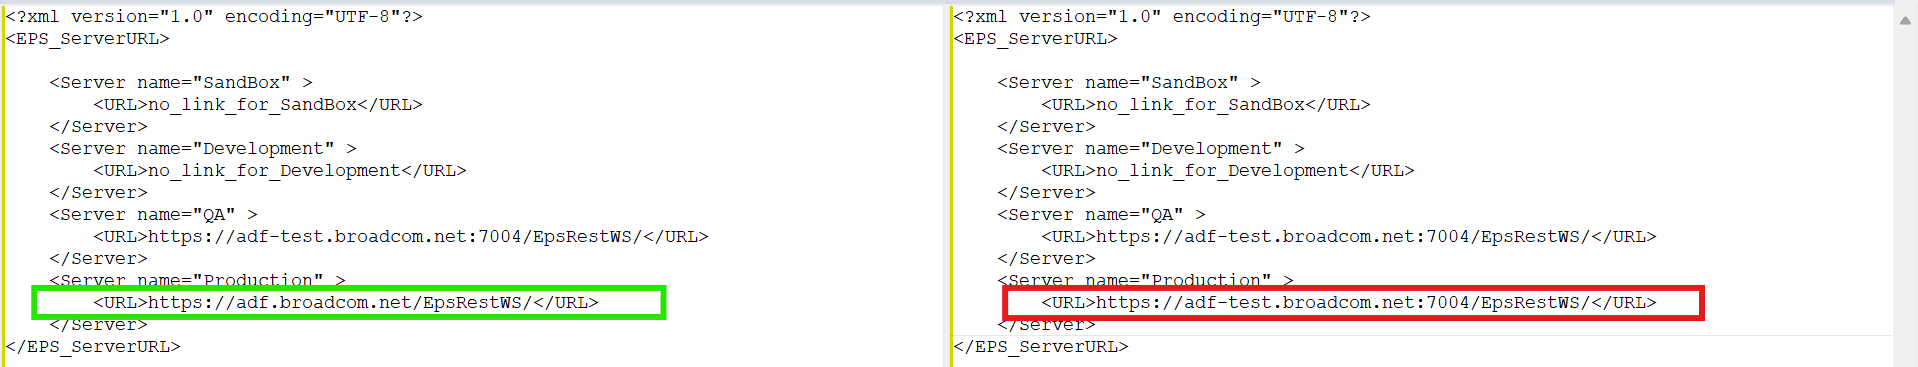 <?xml version="1.0" encoding="UTF-8"?>
<EPS_ServerURL>
<Server name="SandBox" >
<URL>no_link_for_SandBox</URL>
</Server>
<Server name="Development" >
<URL>no_link_for_Development</URL>
</Server>
<Server name="QA" >
<URL>https://adf-test.broadcom.net:7004/EpsRestWS/</URL>
</Server>
<Server name="Production" >
<URL>https://adf.broadcom.net/EpsRestWS/</URL>
</Server>
</EPS_ServerURL>
<?xml version="1.0" encoding="UTF-8"?>
<EPS_ServerURL>
<Server name="SandBox" >
<URL>no_link_for_SandBox</URL>
</Server>
<Server name="Development" >
<URL>no_link_for_Development</URL>
</Server>
<Server name="QA" >
<URL>https://adf-test.broadcom.net:7004/EpsRestWS/</URL>
</Server>
<Server name="Production" >
<URL>https://adf-test.broadcom.net:7004/EpsRestWS/</URL>
</Server>
</EPS_ServerURL>